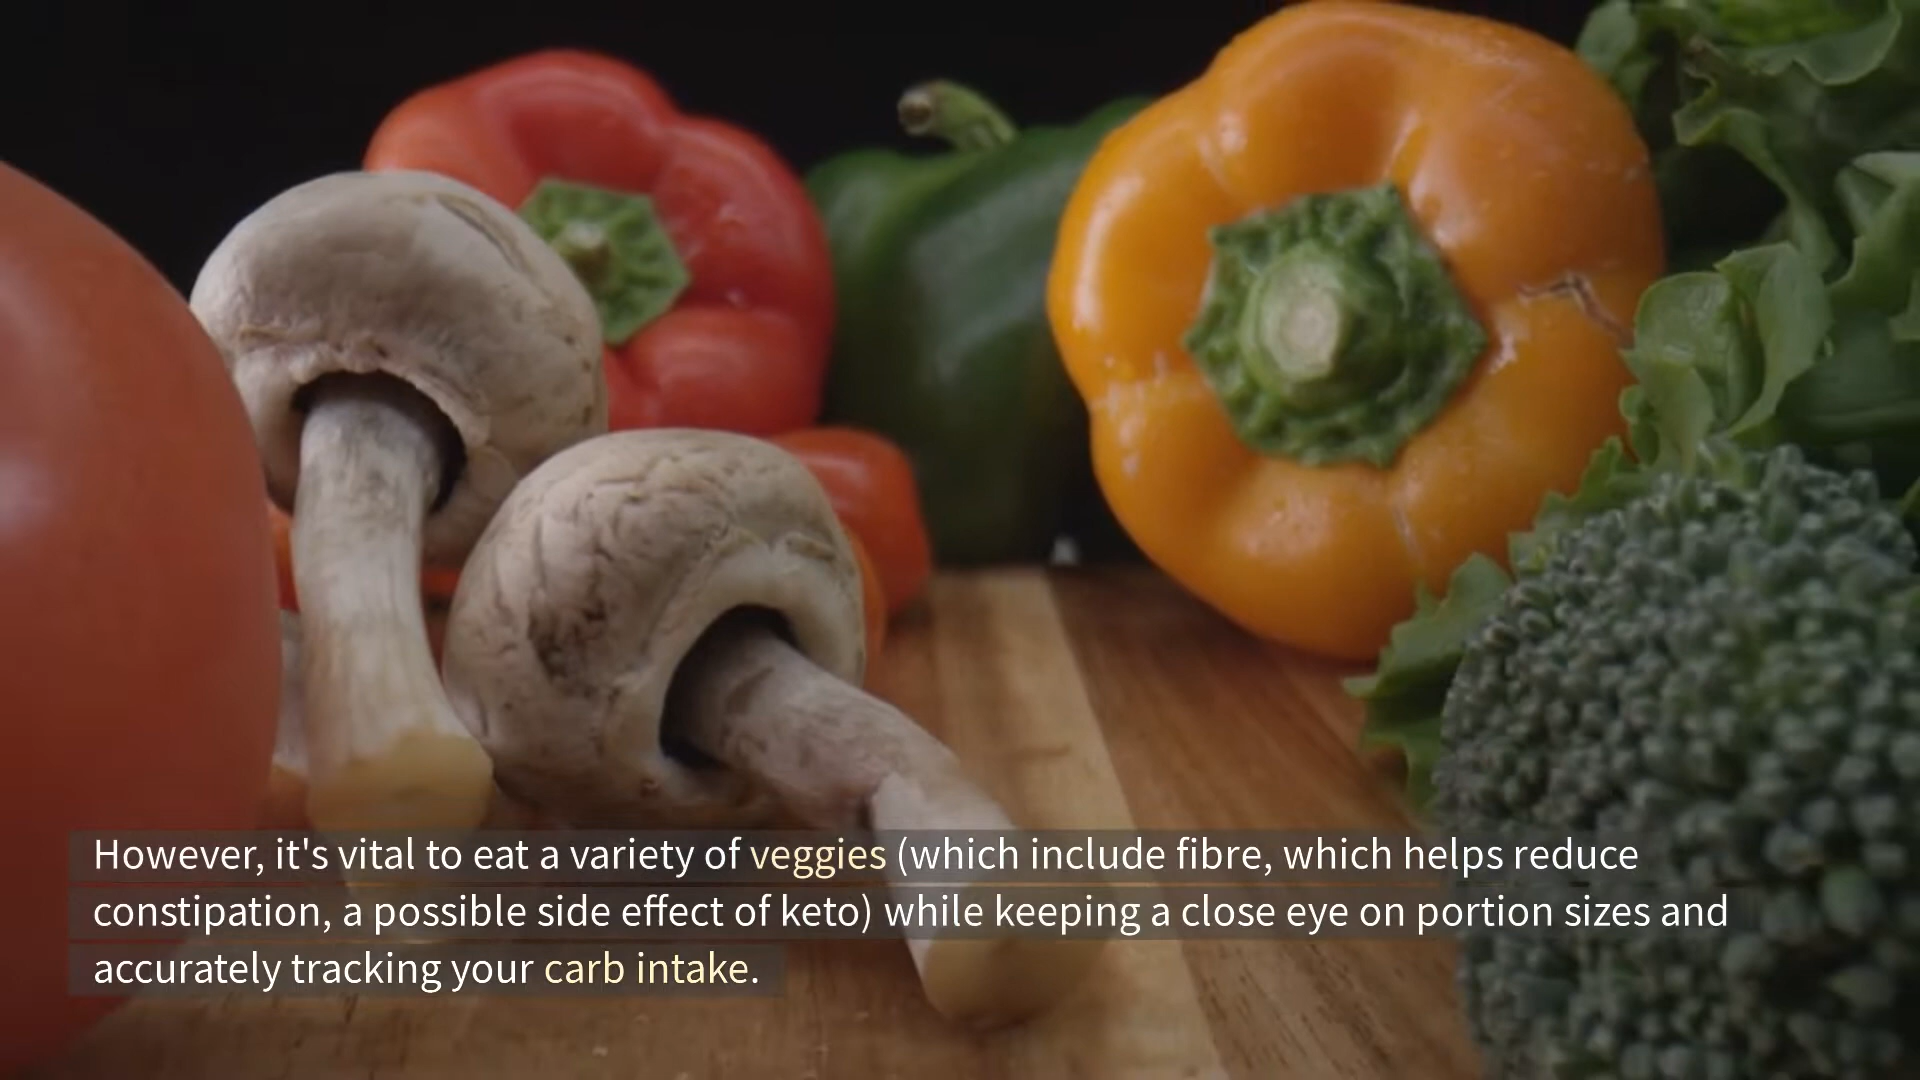 However, it's vital to eat a variety of veggies (which include fibre, which helps reduce
constipation, a possible side effect of keto) while keeping a close eye on portion sizes and
accurately tracking your carb intake.